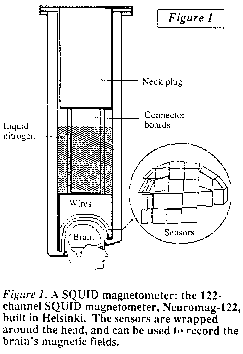 Figure 1
Neck plug
Connector
boards
Liquid
nitrogen
Wires
Brain
Sensors
Figure 1. A SQUID magnetometer: the 122-
channel SQUID magnetometer, Neuromag-122,
built in Helsinki. The sensors are wrapped
around the head, and can be used to record the
brain's magnetic fields.